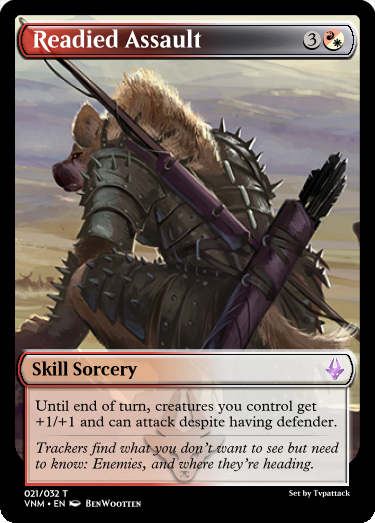 Readied Assault 3
Skill Sorcery
Until end of turn, creatures you control get
+1/+1 and can attack despite having defender.
Trackers find what you don't want to see but need
to know: Enemies, and where they're heading.
021/032 T
VNM • EN BenWootten
Set by Tvpattack